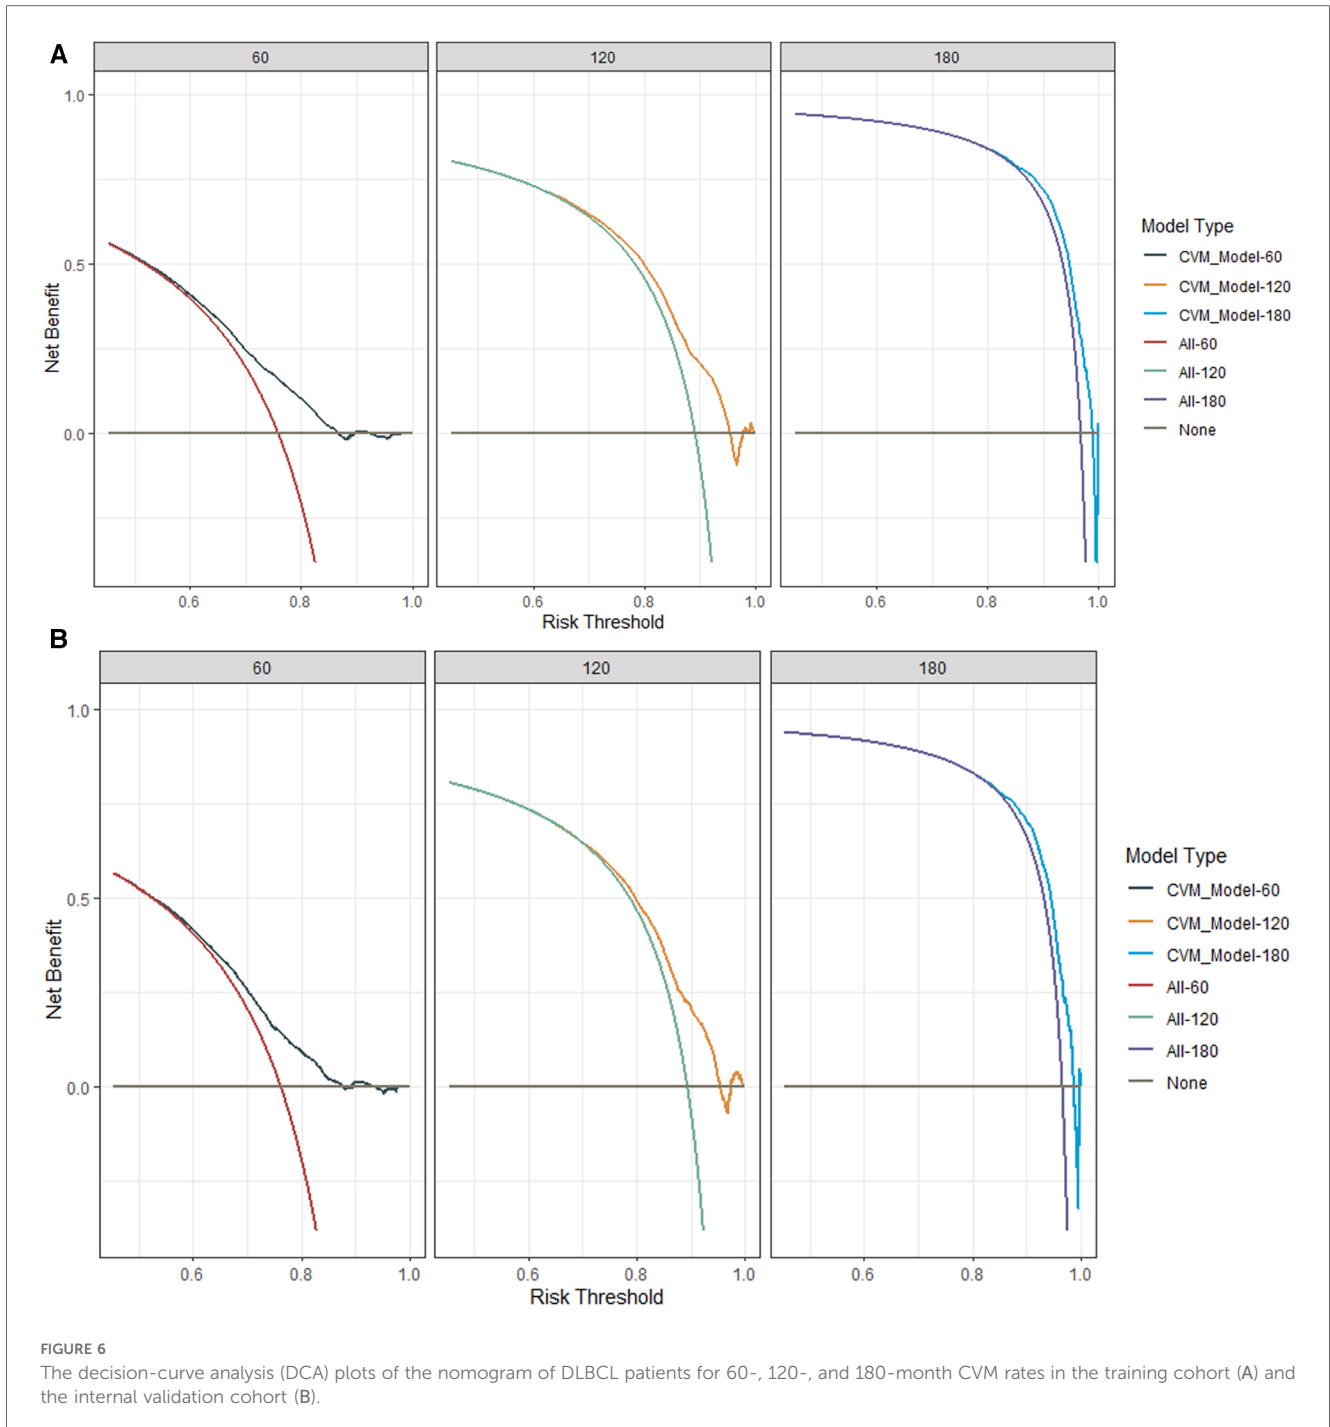 A
60
120
180
1.0
0.5
0.0
Net Benefit
0.6
0.8
1.0
0.6
0.8
1.0
0.6
0.8
1.0
Risk Threshold
Model Type
CVM_Model-60
CVM_Model-120
CVM_Model-180
All-60
All-120
All-180
None
B
60
120
180
1.0
0.5
0.0
Net Benefit
0.6
0.8
1.0
0.6
0.8
1.0
0.6
0.8
1.0
Risk Threshold
Model Type
CVM_Model-60
CVM_Model-120
CVM_Model-180
All-60
All-120
All-180
None
FIGURE 6
The decision-curve analysis (DCA) plots of the nomogram of DLBCL patients for 60-, 120-, and 180-month CVM rates in the training cohort (A) and
the internal validation cohort (B).